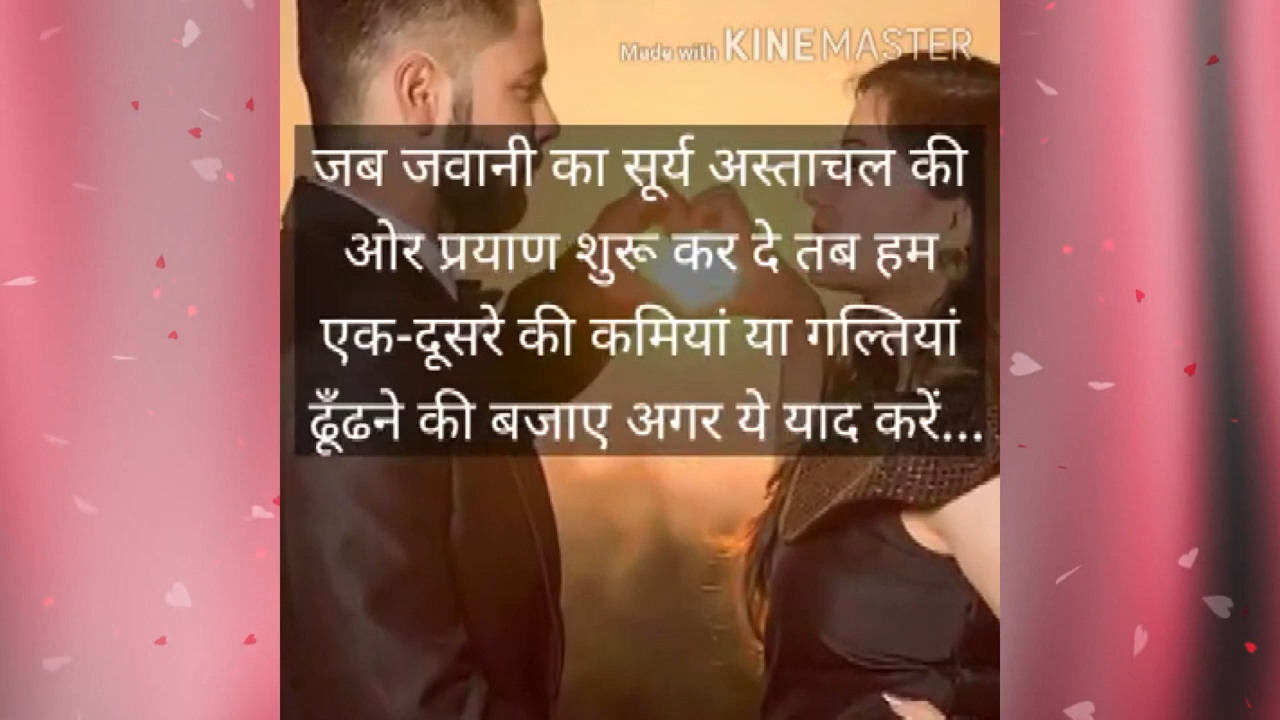 Made with KINEMASTER
जब जवानी का सूर्य अस्ताचल की
ओर प्रयाण शुरू कर दे तब हम
एक-दूसरे की कमियां या गल्तियां
ढूँढने की बजाए अगर ये याद करें...